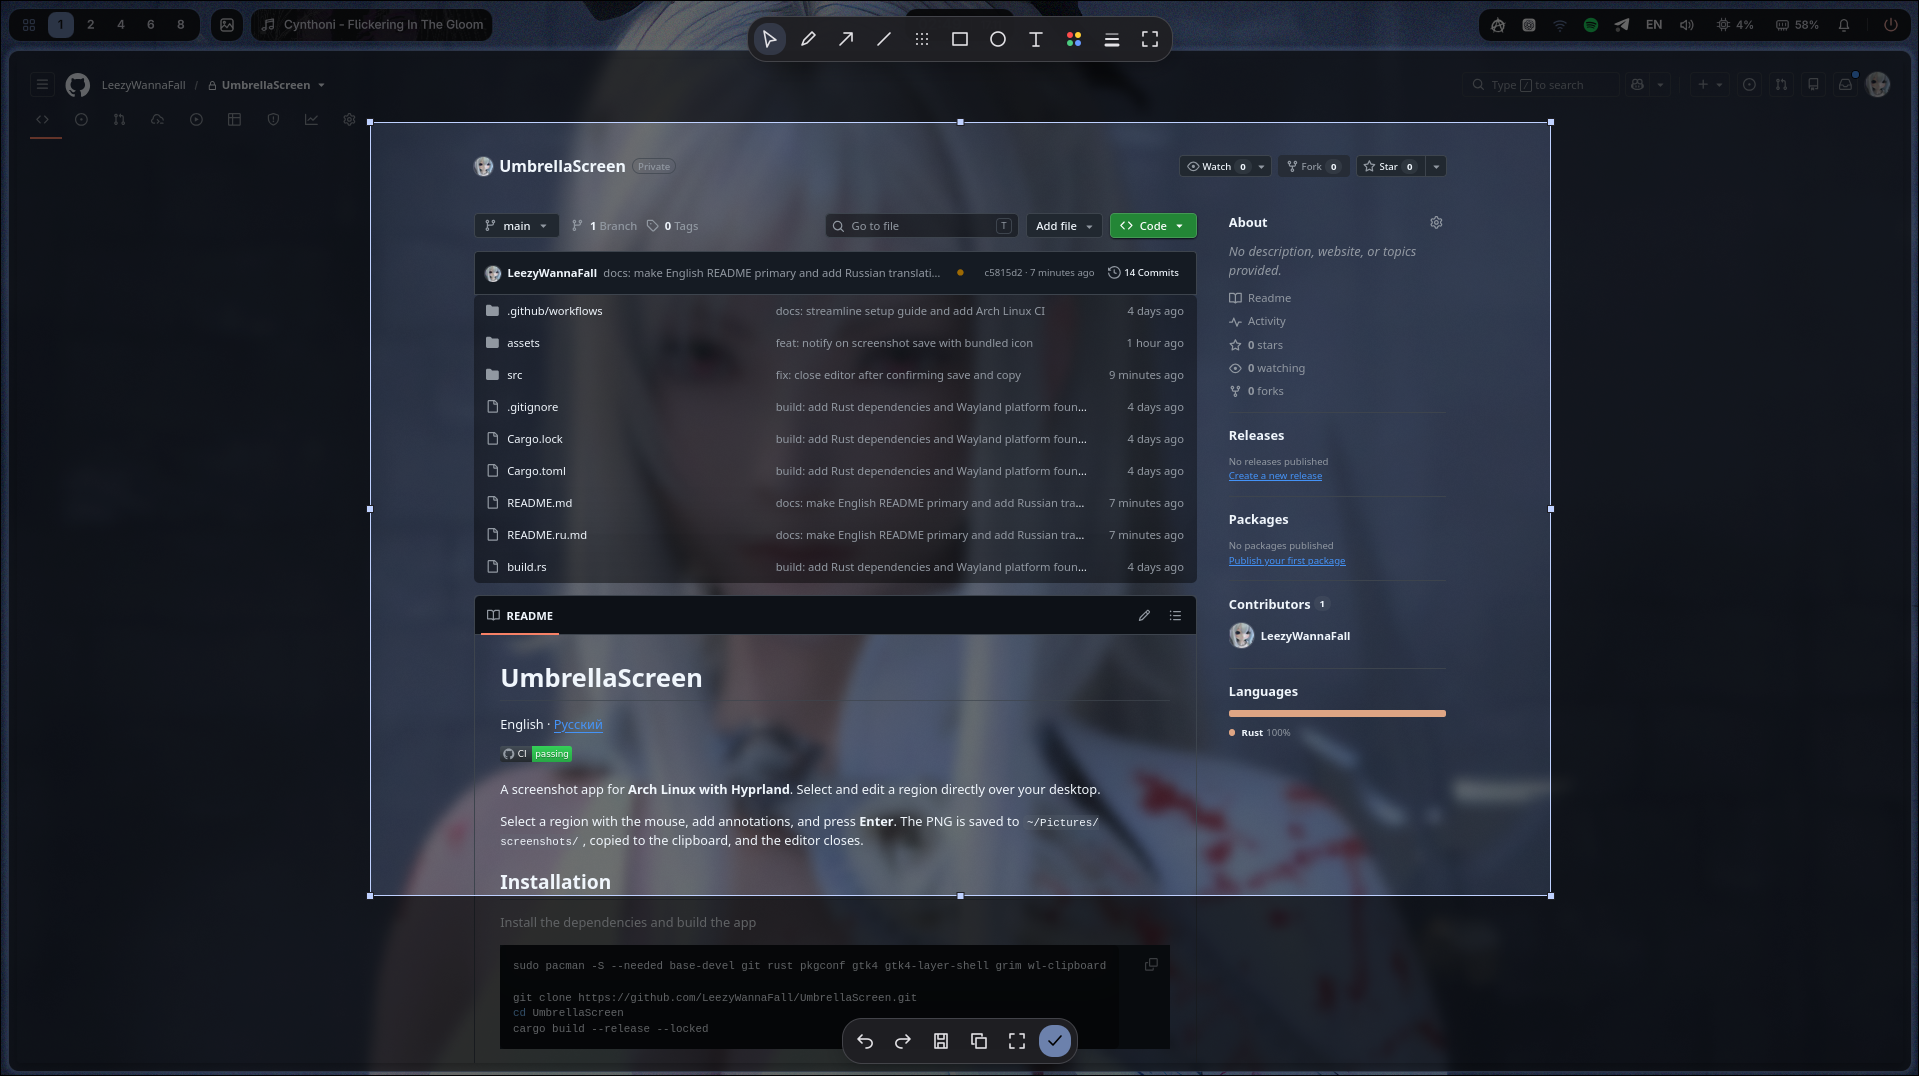 1 2 4 6 8 Cynthoni - Flickering In The Gloom EN 4% 58%
LeezyWannaFall / UmbrellaScreen Type / to search
UmbrellaScreen Private Watch 0 Fork 0 Star 0
main 1 Branch 0 Tags Go to file T Add file Code
LeezyWannaFall docs: make English README primary and add Russian translati... c5815d2 · 7 minutes ago 14 Commits
.github/workflows docs: streamline setup guide and add Arch Linux CI 4 days ago
assets feat: notify on screenshot save with bundled icon 1 hour ago
src fix: close editor after confirming save and copy 9 minutes ago
.gitignore build: add Rust dependencies and Wayland platform foun... 4 days ago
Cargo.lock build: add Rust dependencies and Wayland platform foun... 4 days ago
Cargo.toml build: add Rust dependencies and Wayland platform foun... 4 days ago
README.md docs: make English README primary and add Russian tra... 7 minutes ago
README.ru.md docs: make English README primary and add Russian tra... 7 minutes ago
build.rs build: add Rust dependencies and Wayland platform foun... 4 days ago
README
UmbrellaScreen
English · Русский
CI passing
A screenshot app for Arch Linux with Hyprland. Select and edit a region directly over your desktop.
Select a region with the mouse, add annotations, and press Enter. The PNG is saved to ~/Pictures/
screenshots/ , copied to the clipboard, and the editor closes.
Installation
Install the dependencies and build the app
sudo pacman -S --needed base-devel git rust pkgconf gtk4 gtk4-layer-shell grim wl-clipboard
git clone https://github.com/LeezyWannaFall/UmbrellaScreen.git
cd UmbrellaScreen
cargo build --release --locked
About
No description, website, or topics
provided.
Readme
Activity
0 stars
0 watching
0 forks
Releases
No releases published
Create a new release
Packages
No packages published
Publish your first package
Contributors 1
LeezyWannaFall
Languages
Rust 100%